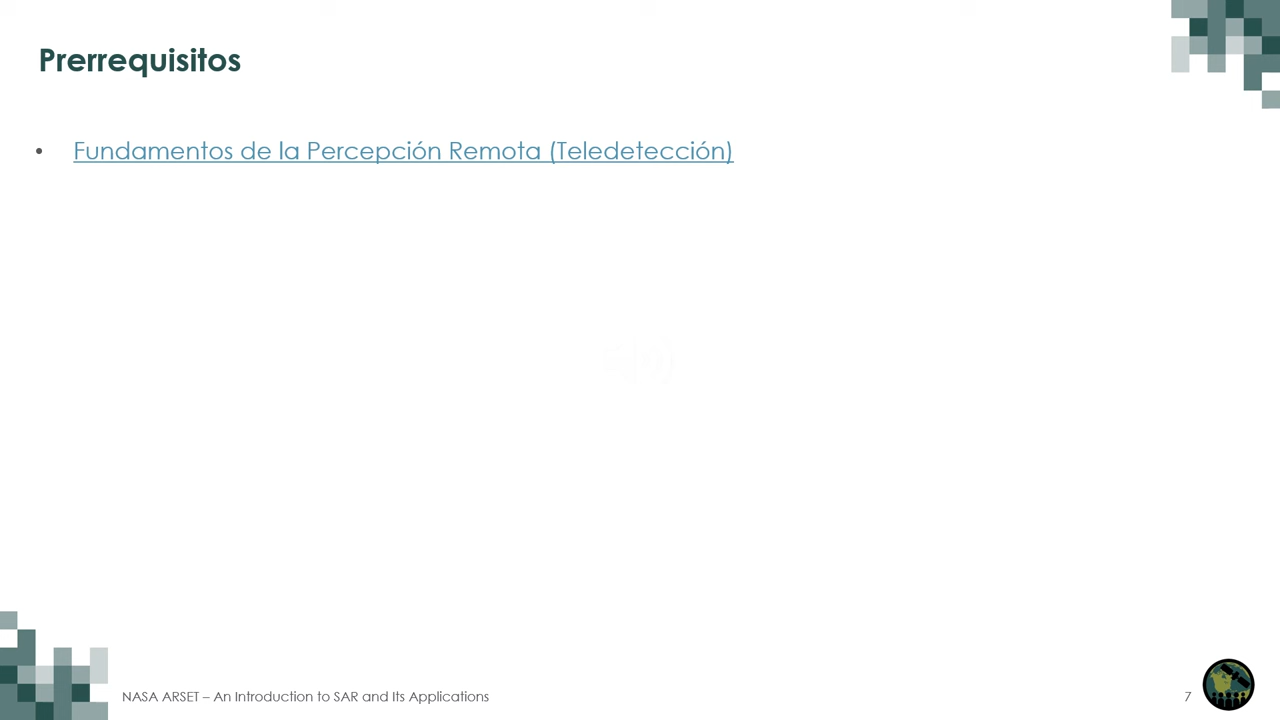 Prerrequisitos
• Fundamentos de la Percepción Remota (Teledetección)
NASA ARSET – An Introduction to SAR and Its Applications
7